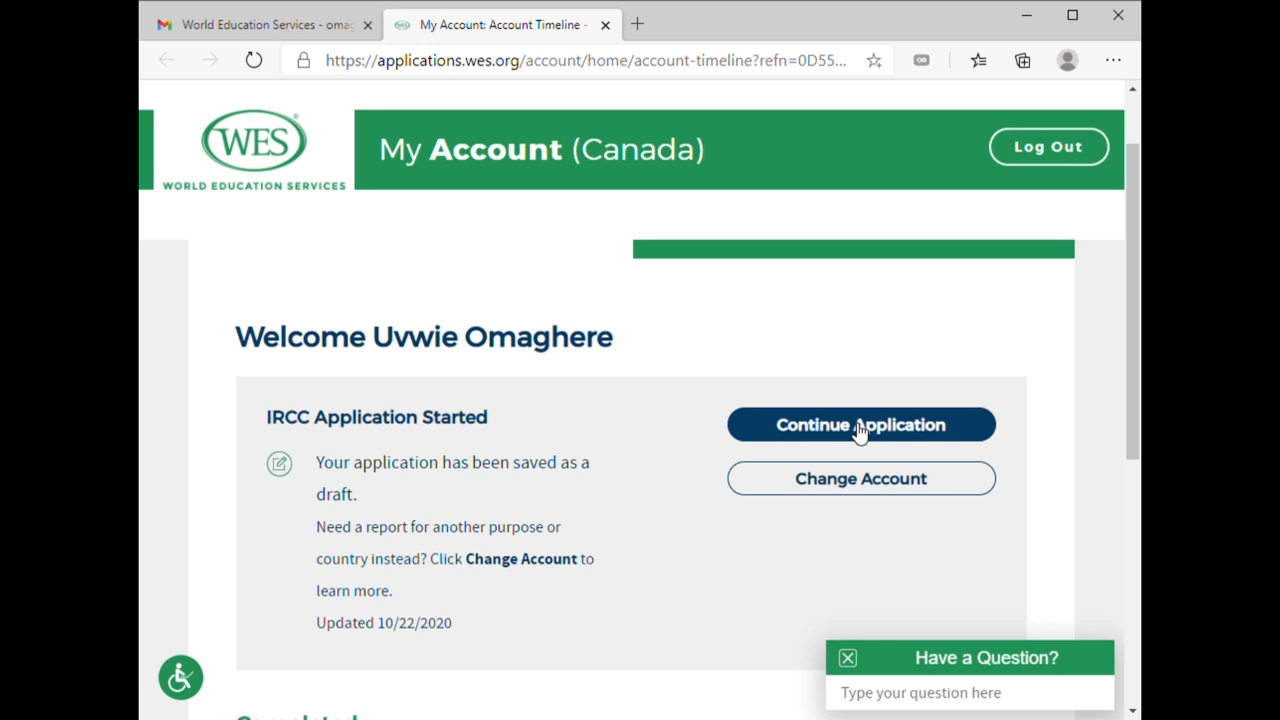 World Education Services - omag
My Account: Account Timeline -
https://applications.wes.org/account/home/account-timeline?refn=0D55...
WES
WORLD EDUCATION SERVICES
My Account (Canada)
Log Out
Welcome Uvwie Omaghere
IRCC Application Started
Continue Application
Your application has been saved as a
draft.
Change Account
Need a report for another purpose or
country instead? Click Change Account to
learn more.
Updated 10/22/2020
Have a Question?
Type your question here
Completed